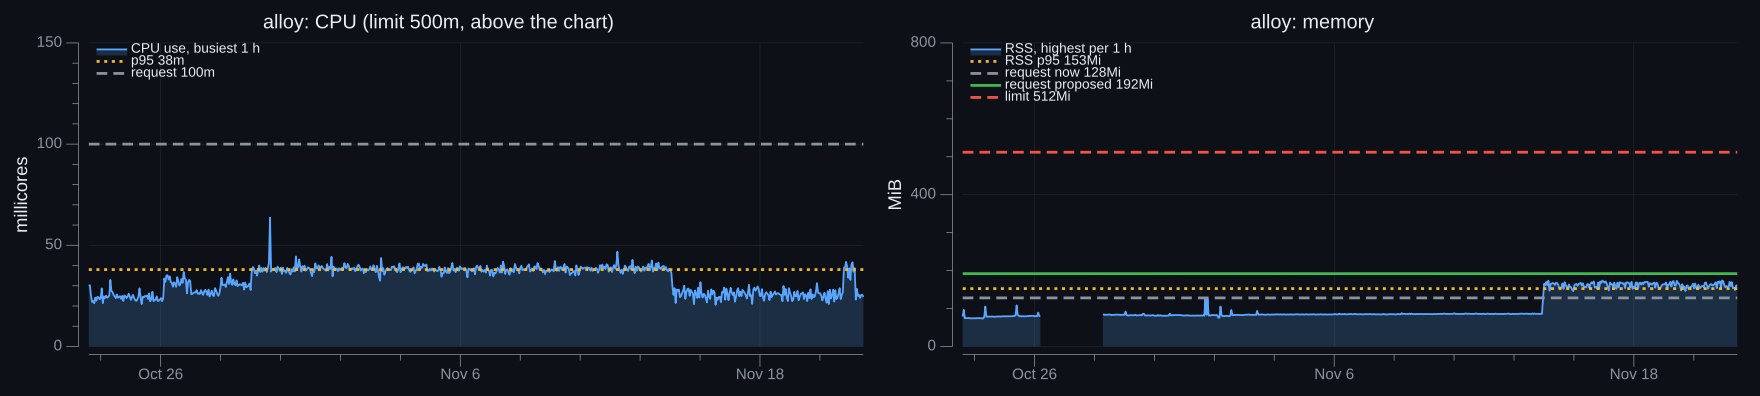 alloy: CPU (limit 500m, above the chart)
150
100
50
0
millicores
CPU use, busiest 1 h
p95 38m
request 100m
Oct 26
Nov 6
Nov 18
alloy: memory
800
400
0
MiB
RSS, highest per 1 h
RSS p95 153Mi
request now 128Mi
request proposed 192Mi
limit 512Mi
Oct 26
Nov 6
Nov 18